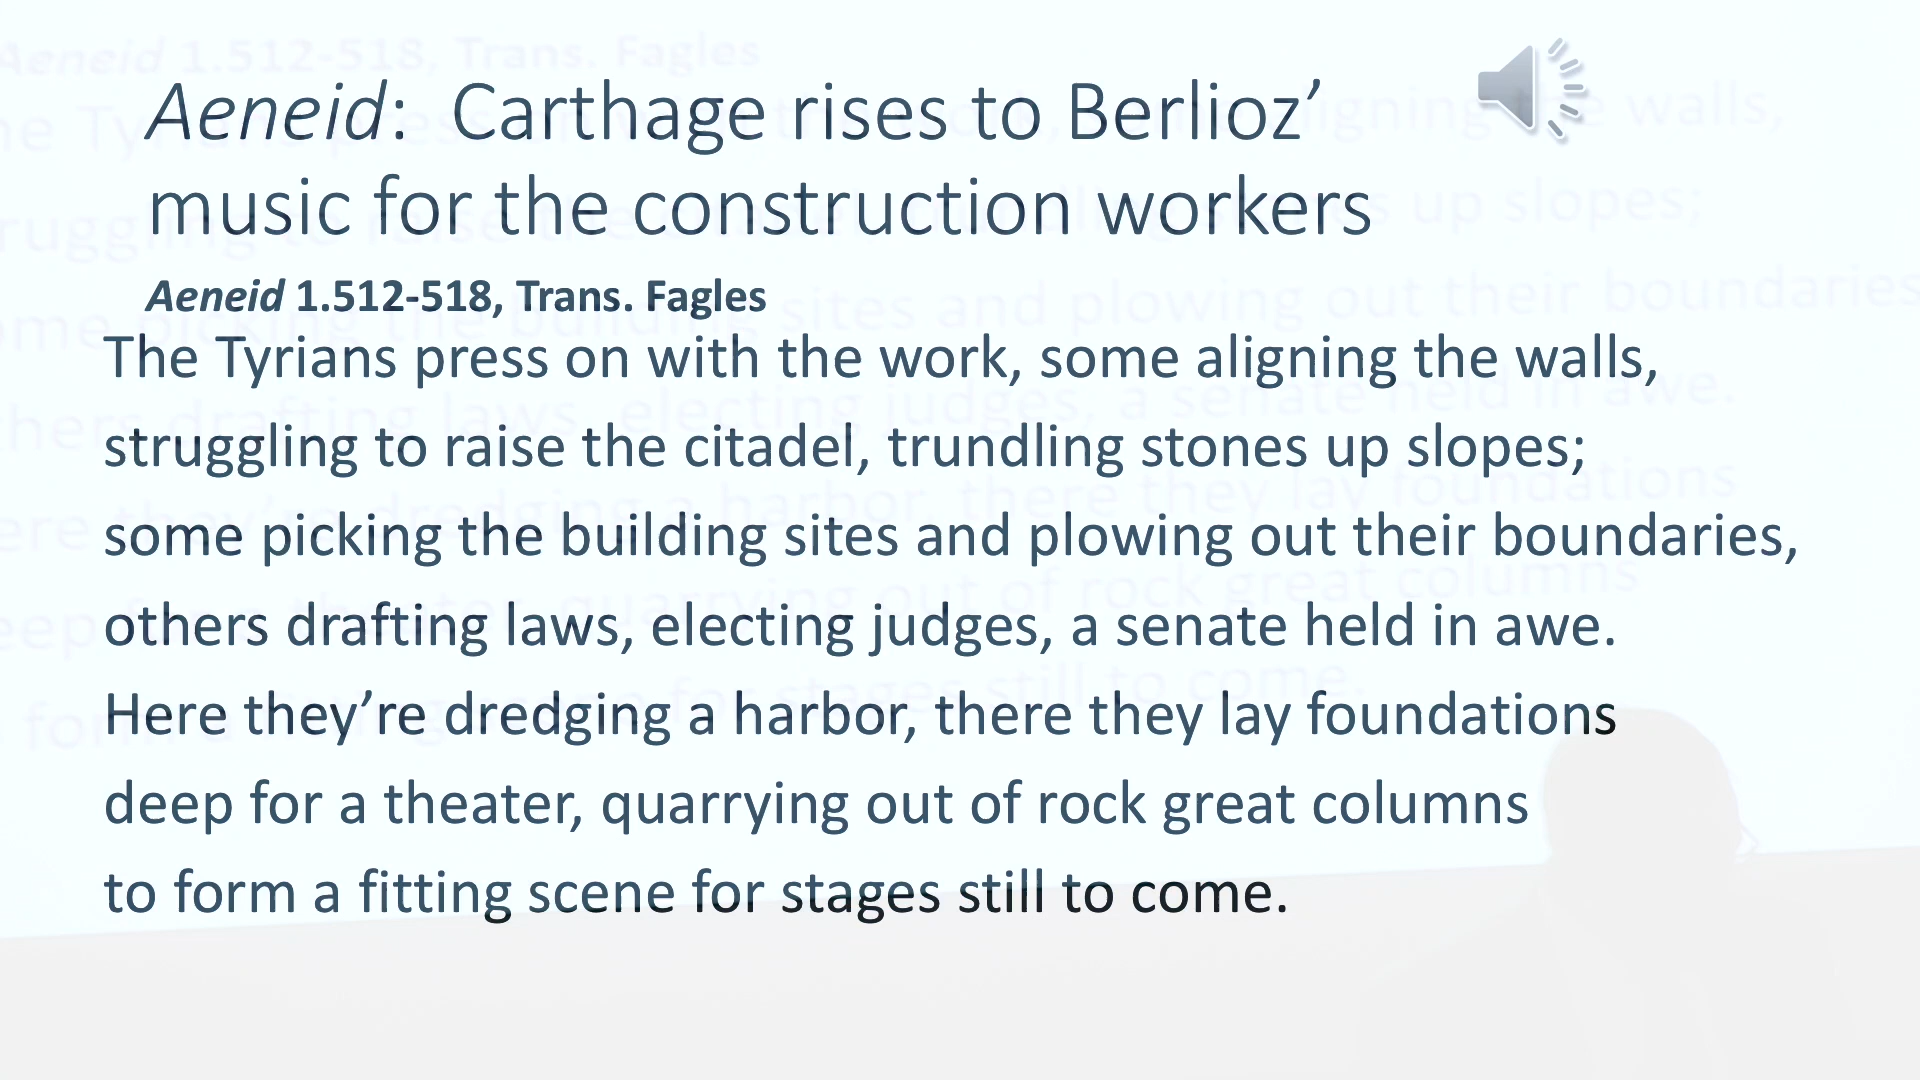 Aeneid: Carthage rises to Berlioz’
music for the construction workers
Aeneid 1.512-518, Trans. Fagles
The Tyrians press on with the work, some aligning the walls,
struggling to raise the citadel, trundling stones up slopes;
some picking the building sites and plowing out their boundaries,
others drafting laws, electing judges, a senate held in awe.
Here they’re dredging a harbor, there they lay foundations
deep for a theater, quarrying out of rock great columns
to form a fitting scene for stages still to come.